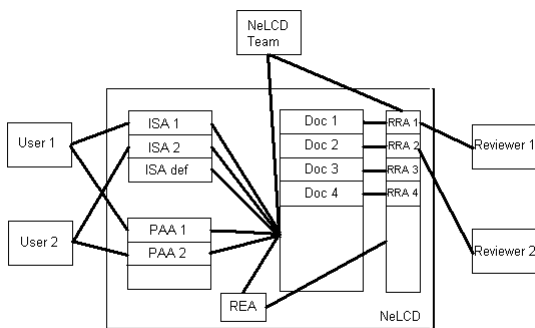 NeLCD
Team
User 1
User 2
ISA 1
ISA 2
ISA def
PAA 1
PAA 2
REA
Doc 1
Doc 2
Doc 3
Doc 4
RRA 1
RRA 2
RRA 3
RRA 4
Reviewer 1
Reviewer 2
NeLCD